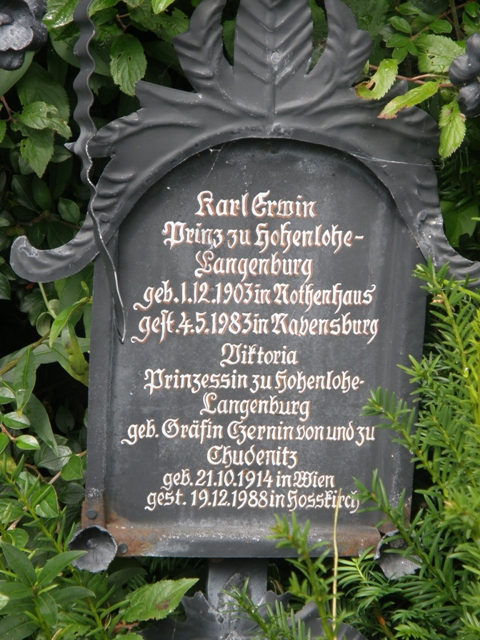 Karl Erwin
Prinz zu Hohenlohe-
Langenburg
geb. 1.12.1903 in Rothenhaus
gest. 4.5.1983 in Ravensburg
Viktoria
Prinzessin zu Hohenlohe-
Langenburg
geb. Gräfin Czernin von und zu
Chudenitz
geb. 21.10.1914 in Wien
gest. 19.12.1988 in Hosskirch